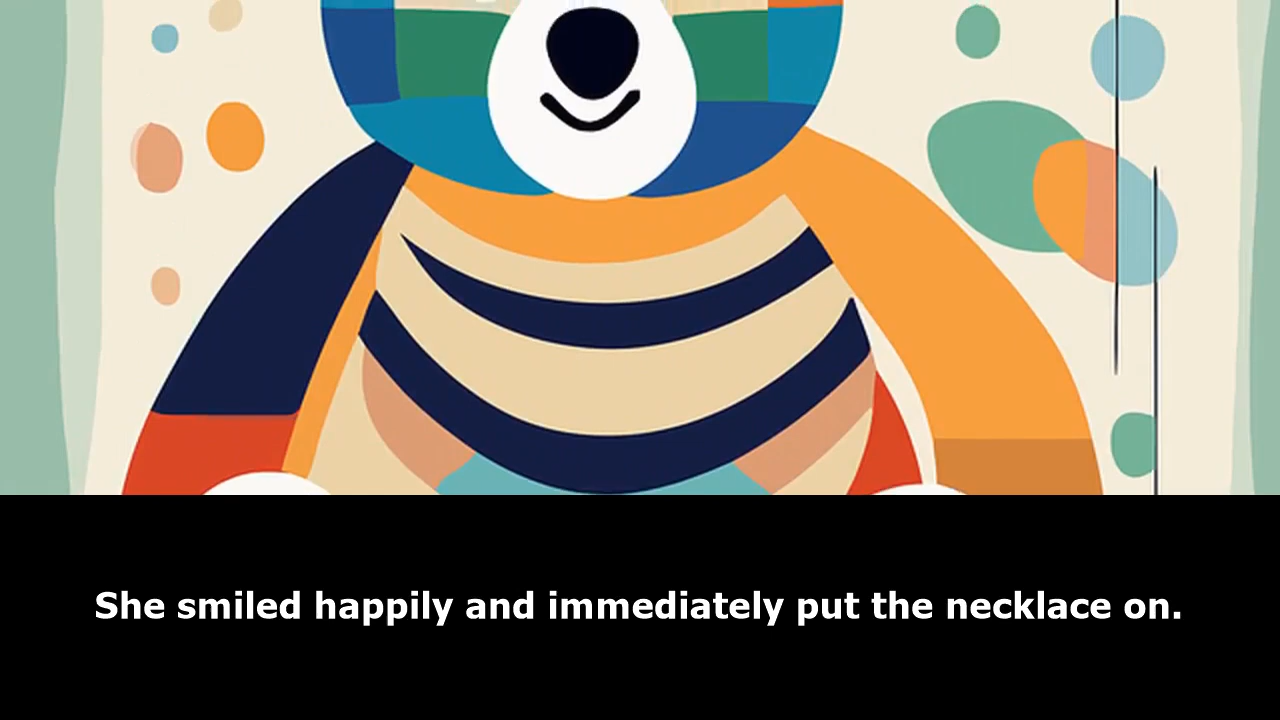 She smiled happily and immediately put the necklace on.